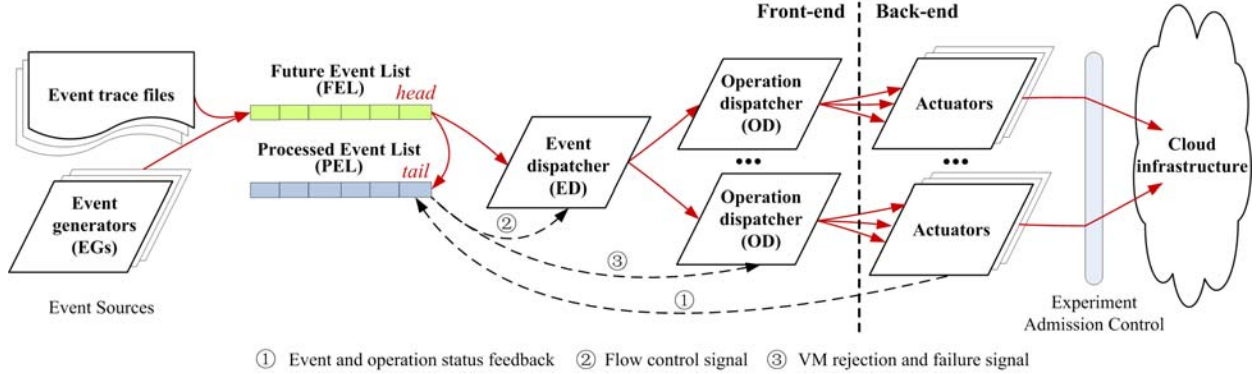 Front-end
Back-end
Event trace files
Future Event List
(FEL)
head
Processed Event List
(PEL)
tail
Event
generators
(EGs)
Event Sources
Event
dispatcher
(ED)
Operation
dispatcher
(OD)
•••
Operation
dispatcher
(OD)
Actuators
•••
Actuators
Cloud
infrastructure
Experiment
Admission Control
②
③
①
① Event and operation status feedback ② Flow control signal ③ VM rejection and failure signal